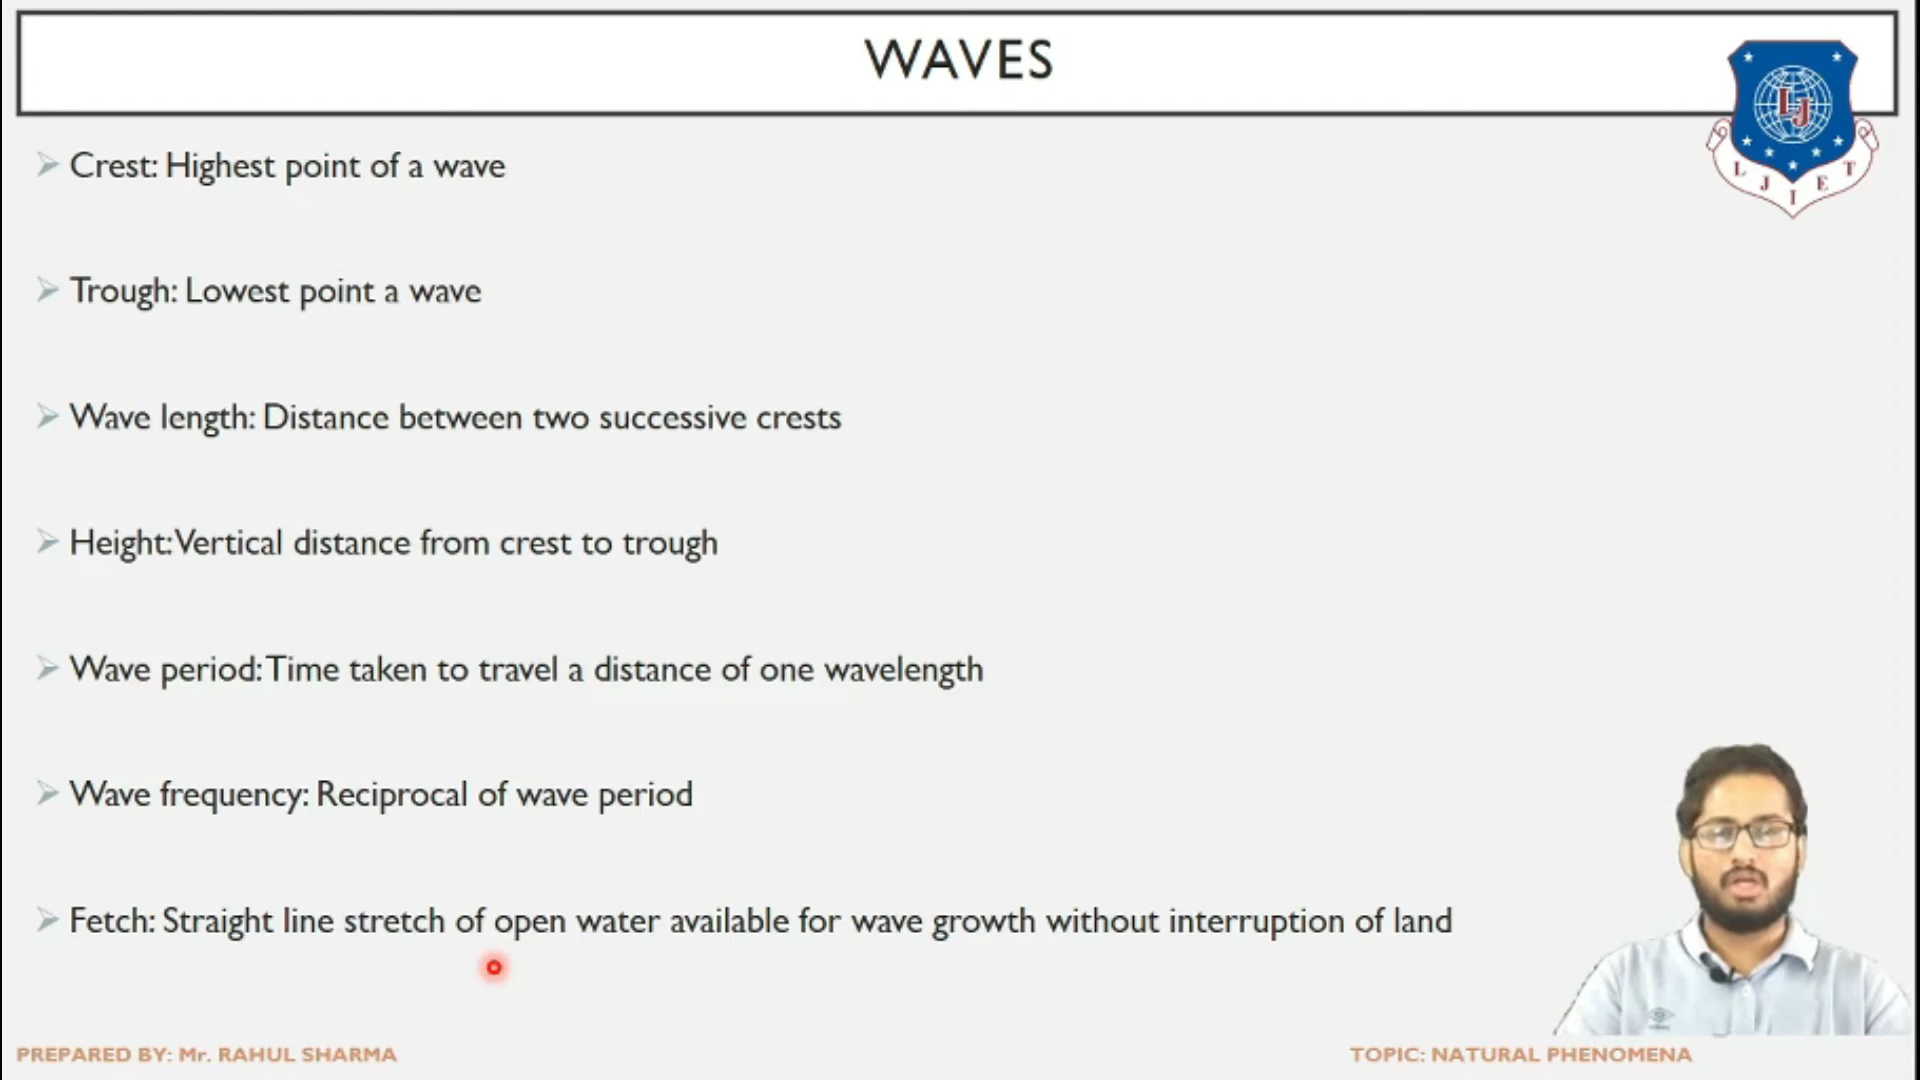 WAVES
LJ
L J I E T
Crest: Highest point of a wave
Trough: Lowest point a wave
Wave length: Distance between two successive crests
Height: Vertical distance from crest to trough
Wave period: Time taken to travel a distance of one wavelength
Wave frequency: Reciprocal of wave period
Fetch: Straight line stretch of open water available for wave growth without interruption of land
PREPARED BY: Mr. RAHUL SHARMA
TOPIC: NATURAL PHENOMENA